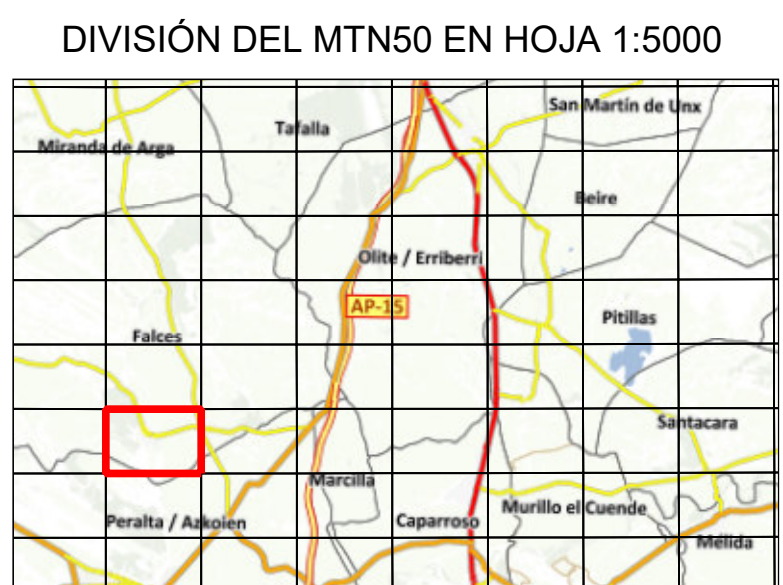 DIVISIÓN DEL MTN50 EN HOJA 1:5000
San Martín de Unx
Tafalla
Miranda de Arga
Beire
Olite / Erriberri
AP-15
Pitillas
Falces
Santacara
Marcilla
Murillo el Cuende
Peralta / Azkoien
Caparroso
Mélida